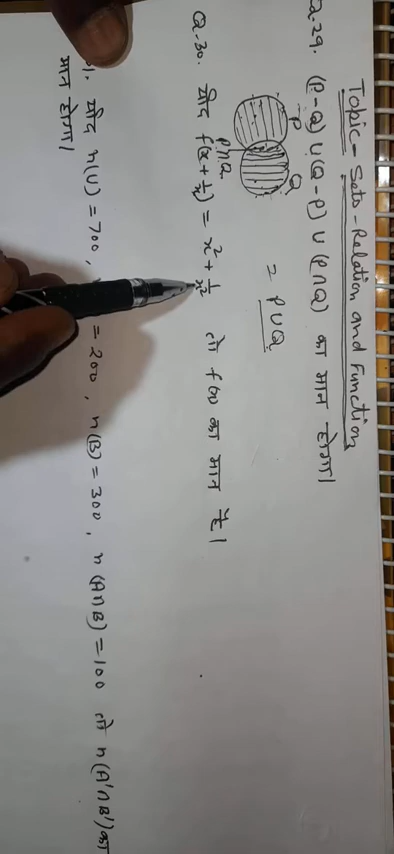 Topic - Sets - Relation and Function
Q.29. (P-Q) ∪ (Q-P) ∪ (P∩Q) का मान होगा।
P Q
P∩Q
= P∪Q
Q.30. यदि f(x+1/x) = x²+1/x² तो f(x) का मान है।
यदि n(U) = 700, = 200, n(B) = 300, n(A∩B) = 100 तो n(A'∩B') का
मान होगा।